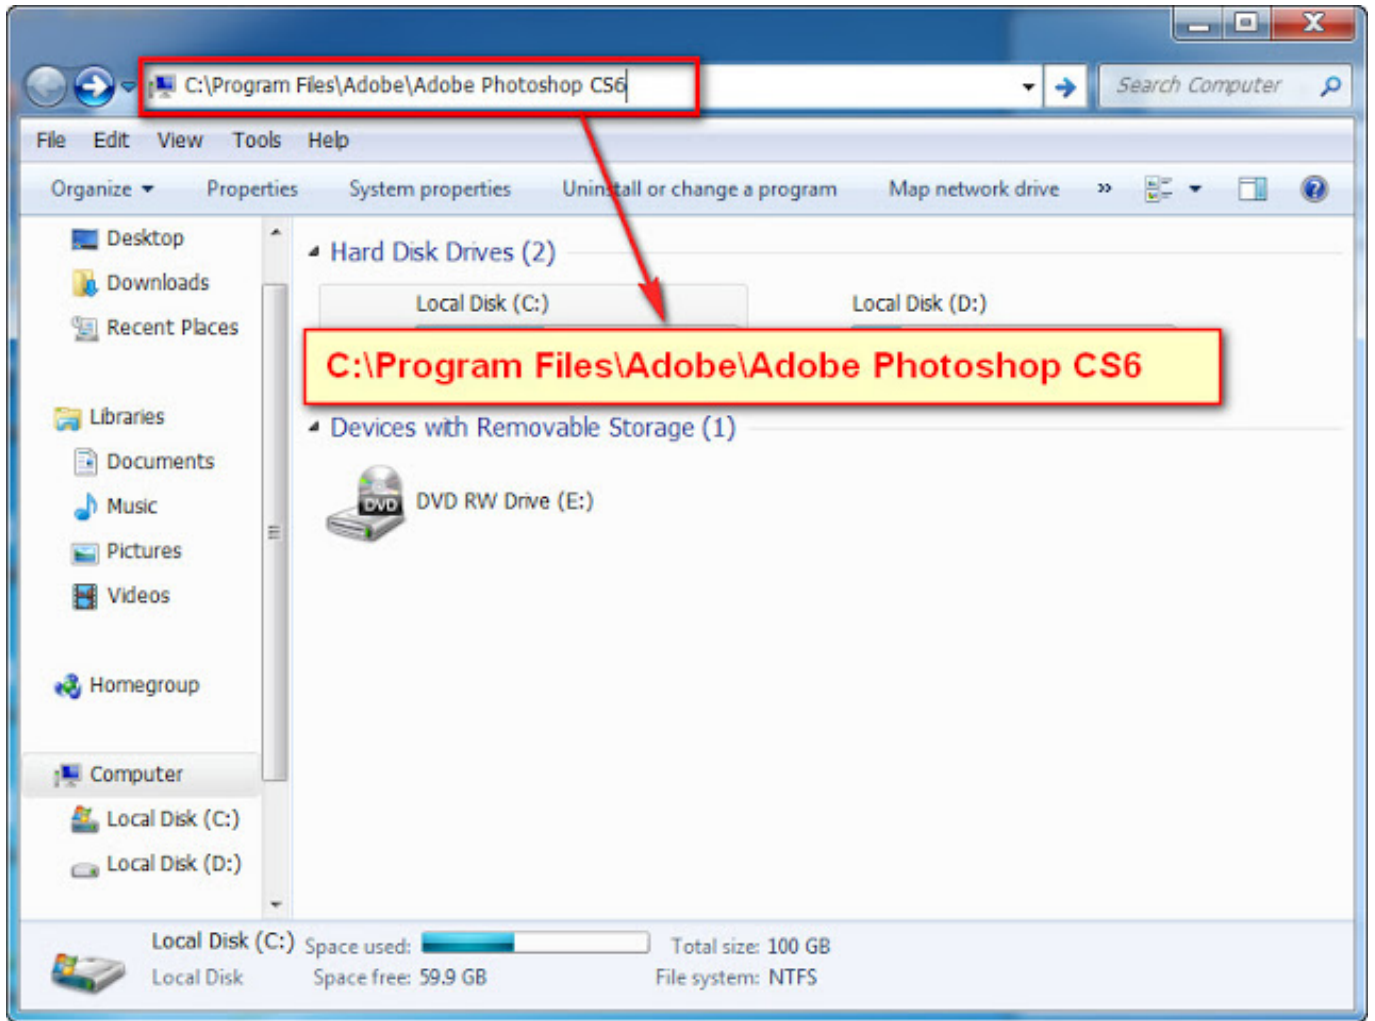 C:\Program Files\Adobe\Adobe Photoshop CS6
Search Computer
File Edit View Tools Help
Organize Properties System properties Uninstall or change a program Map network drive »
Desktop
Downloads
Recent Places
Libraries
Documents
Music
Pictures
Videos
Homegroup
Computer
Local Disk (C:)
Local Disk (D:)
Hard Disk Drives (2)
Local Disk (C:) Local Disk (D:)
C:\Program Files\Adobe\Adobe Photoshop CS6
Devices with Removable Storage (1)
DVD
DVD RW Drive (E:)
Local Disk (C:) Space used: Total size: 100 GB
Local Disk Space free: 59.9 GB File system: NTFS